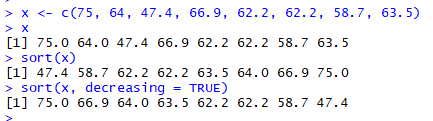 > x <- c(75, 64, 47.4, 66.9, 62.2, 62.2, 58.7, 63.5)
> x
[1] 75.0 64.0 47.4 66.9 62.2 62.2 58.7 63.5
> sort(x)
[1] 47.4 58.7 62.2 62.2 63.5 64.0 66.9 75.0
> sort(x, decreasing = TRUE)
[1] 75.0 66.9 64.0 63.5 62.2 62.2 58.7 47.4
>